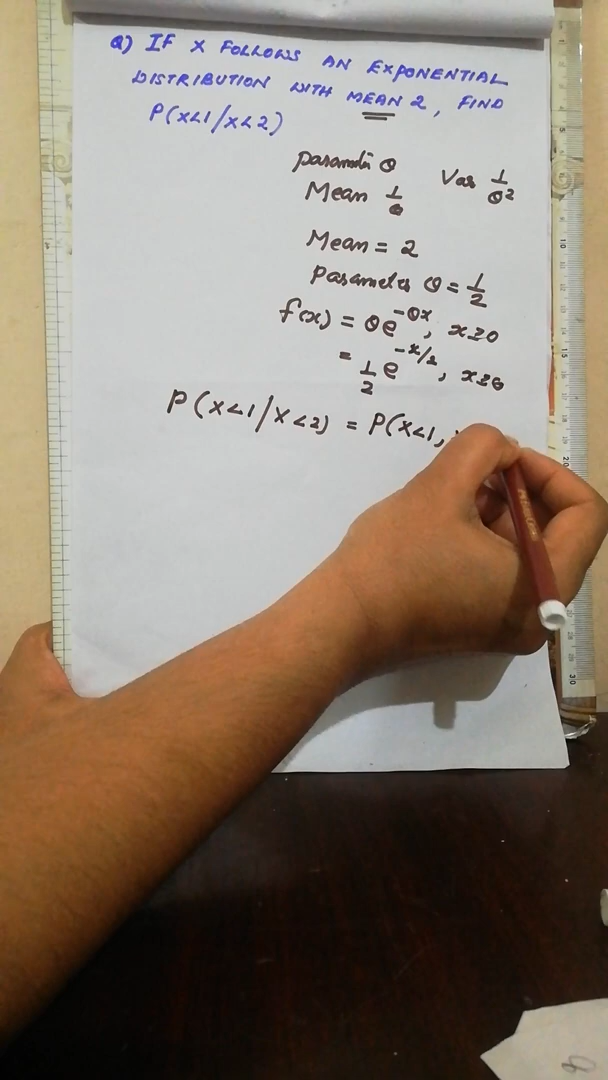 Q) IF X FOLLOWS AN EXPONENTIAL
DISTRIBUTION WITH MEAN 2, FIND
P(X<1/X<2)
Parameter θ Var 1/θ²
Mean 1/θ
Mean = 2
Parameter θ = 1/2
f(x) = θe^{-θx}, x≥0
= 1/2 e^{-x/2}, x≥0
P(X<1/X<2) = P(X<1,